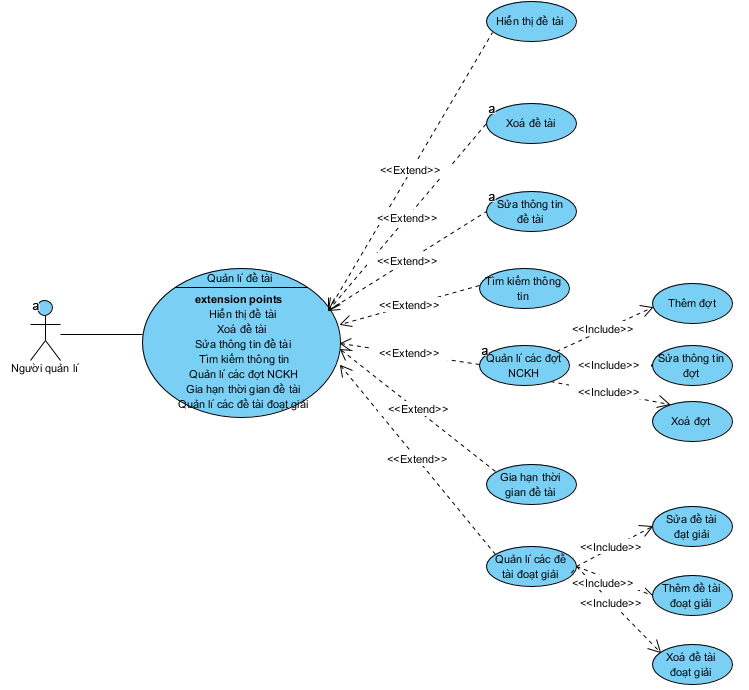 Hiển thị đề tài
a
Xoá đề tài
<<Extend>>
a
Sửa thông tin
đề tài
<<Extend>>
<<Extend>>
Tìm kiếm thông
tin
<<Extend>>
Quản lí đề tài
extension points
Hiển thị đề tài
Xoá đề tài
Sửa thông tin đề tài
Tìm kiếm thông tin
Quản lí các đợt NCKH
Gia hạn thời gian đề tài
Quản lí các đề tài đoạt giải
a
Người quản lí
<<Extend>>
a
Quản lí các đợt
NCKH
<<Include>>
Thêm đợt
<<Include>>
Sửa thông tin
đợt
<<Include>>
Xoá đợt
<<Extend>>
Gia hạn thời
gian đề tài
<<Extend>>
Quản lí các đề
tài đoạt giải
<<Include>>
Sửa đề tài
đạt giải
<<Include>>
Thêm đề tài
đoạt giải
<<Include>>
Xoá đề tài
đoạt giải